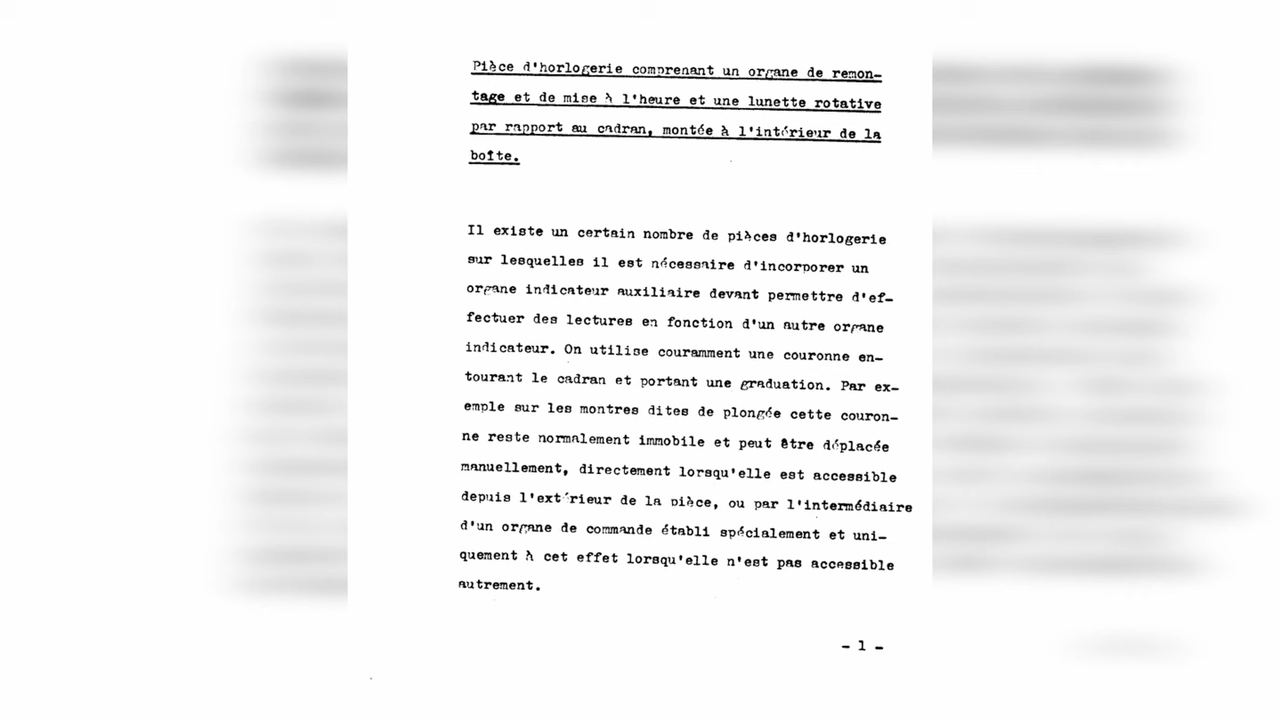 Pièce d'horlogerie comprenant un organe de remon-
tage et de mise à l'heure et une lunette rotative
par rapport au cadran, montée à l'intérieur de la
boîte.
Il existe un certain nombre de pièces d'horlogerie
sur lesquelles il est nécessaire d'incorporer un
organe indicateur auxiliaire devant permettre d'ef-
fectuer des lectures en fonction d'un autre organe
indicateur. On utilise couramment une couronne en-
tourant le cadran et portant une graduation. Par ex-
emple sur les montres dites de plongée cette couron-
ne reste normalement immobile et peut être déplacée
manuellement, directement lorsqu'elle est accessible
depuis l'extérieur de la pièce, ou par l'intermédiaire
d'un organe de commande établi spécialement et uni-
quement à cet effet lorsqu'elle n'est pas accessible
autrement.
- 1 -